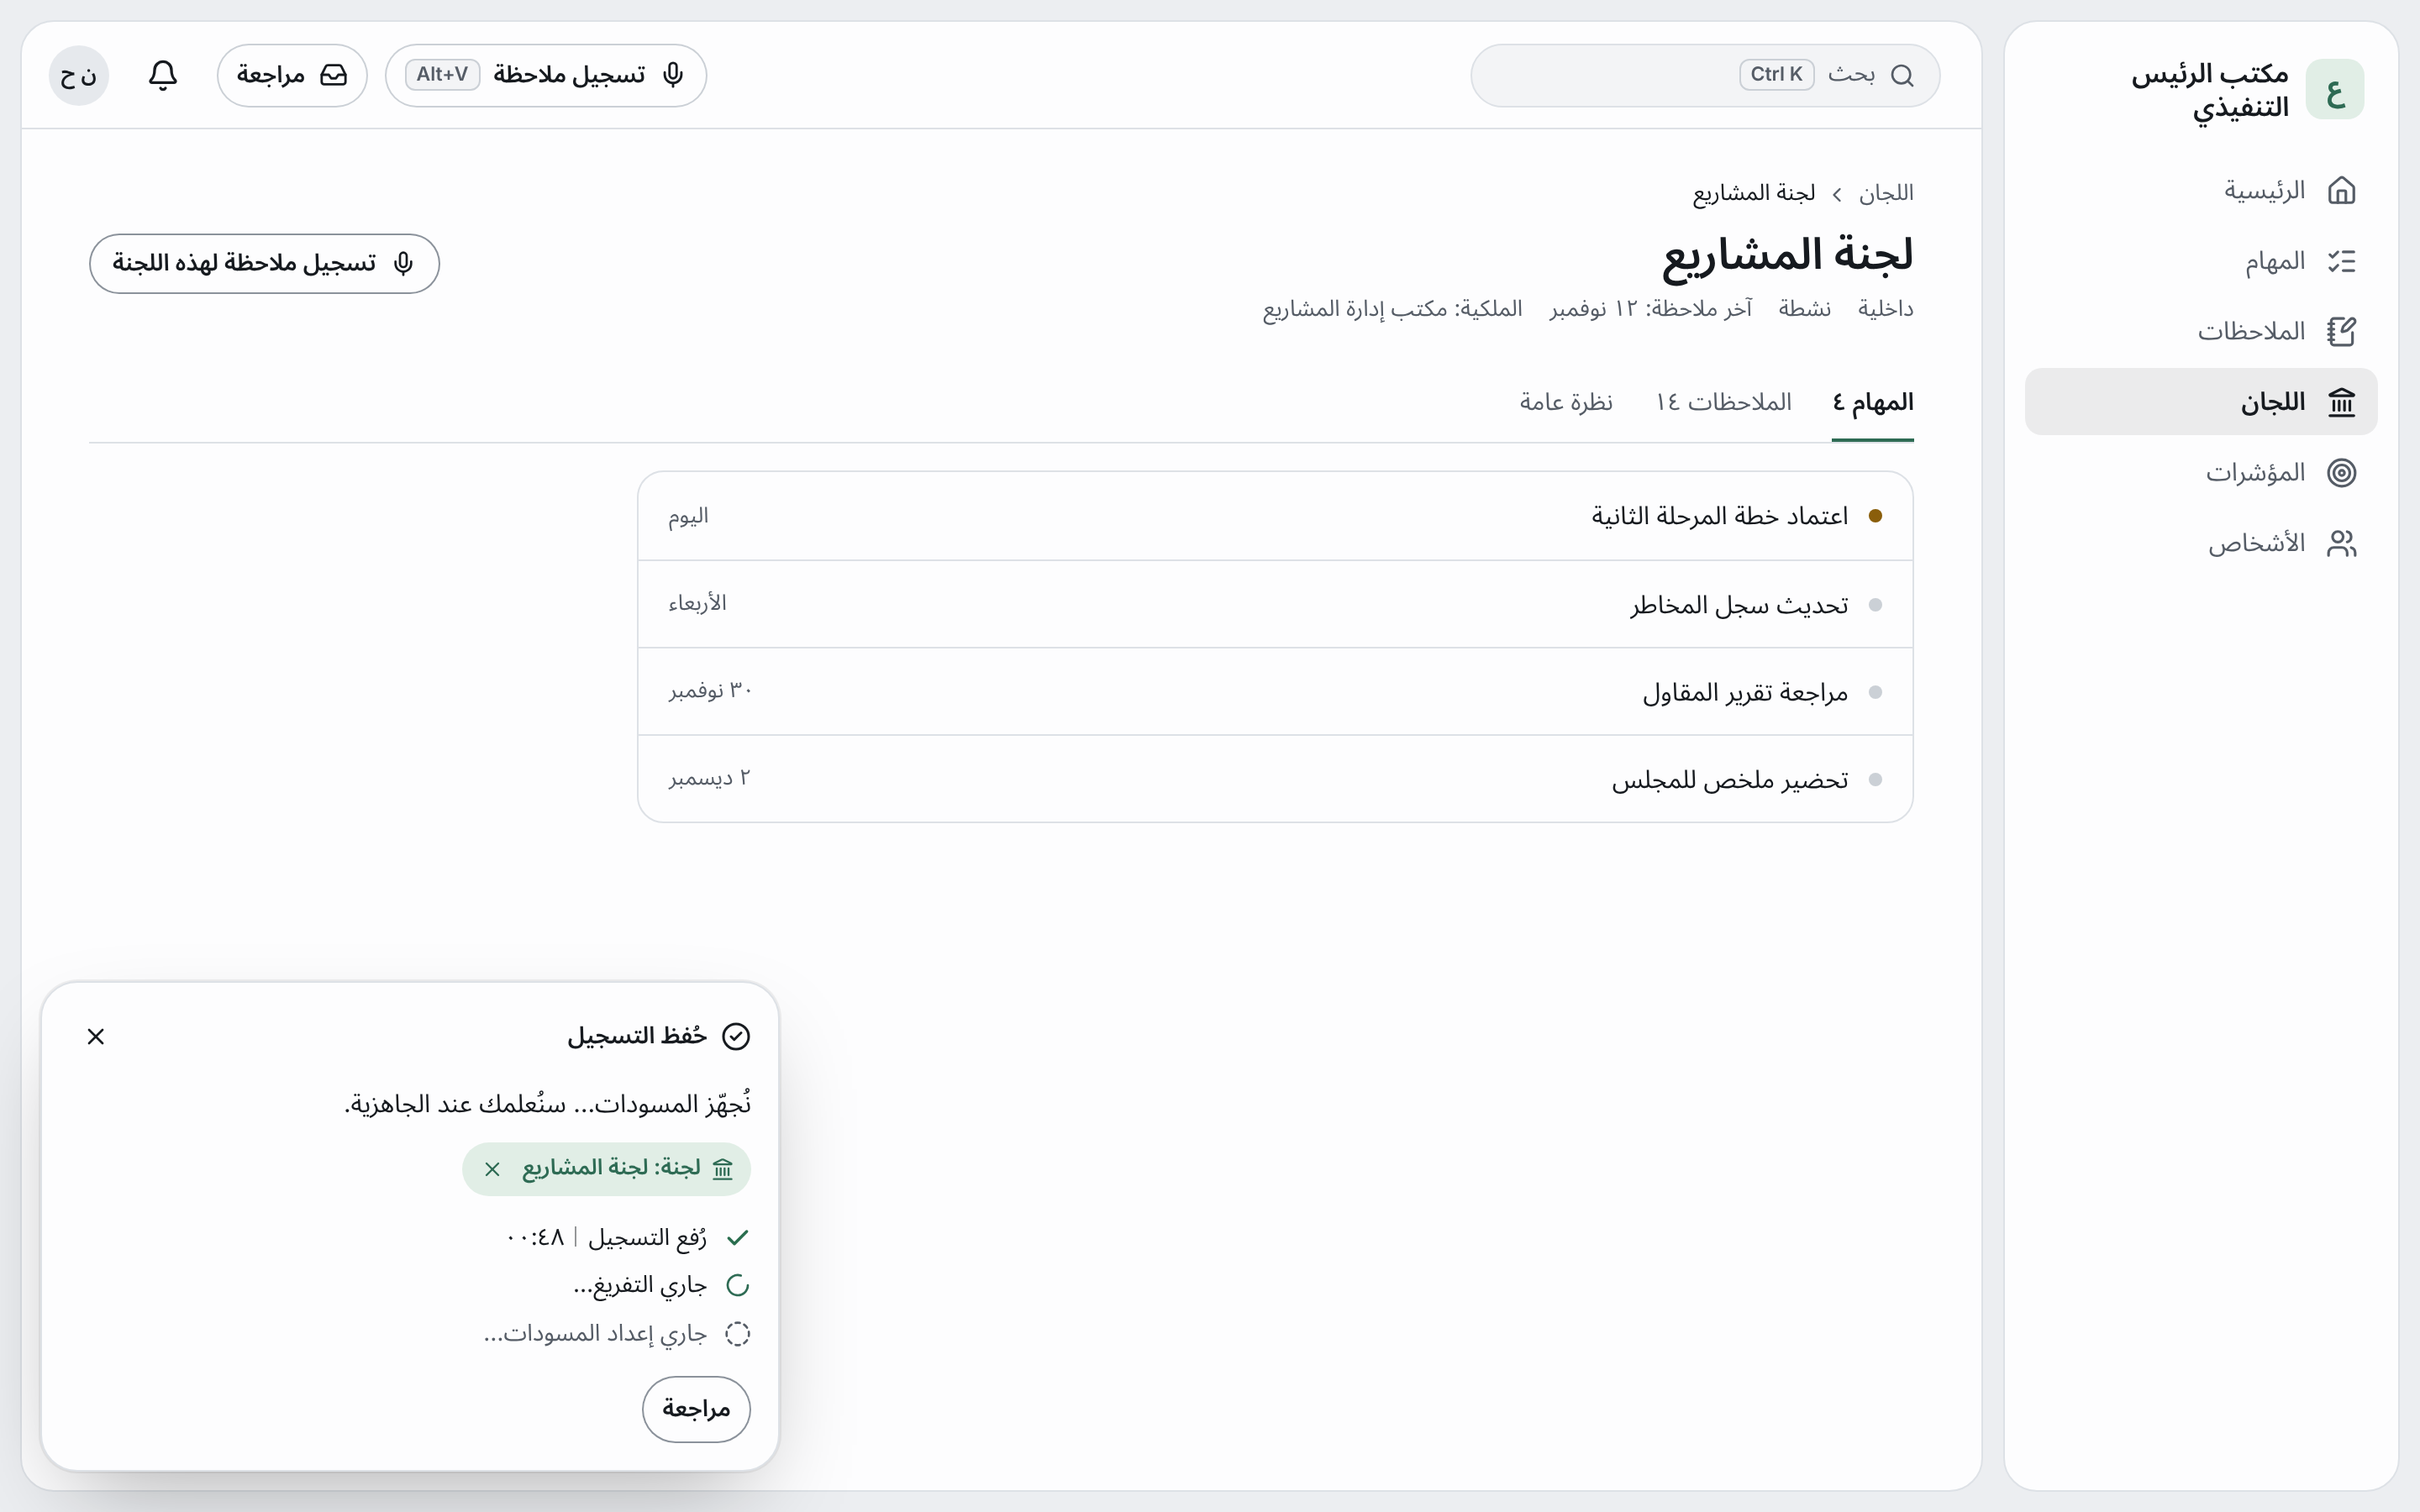 مكتب الرئيس
التنفيذي
ع
الرئيسية
المهام
الملاحظات
اللجان
المؤشرات
الأشخاص
بحث Ctrl K
تسجيل ملاحظة Alt+V
مراجعة
ن ح
اللجان
لجنة المشاريع
لجنة المشاريع
تسجيل ملاحظة لهذه اللجنة
داخلية نشطة آخر ملاحظة: ١٢ نوفمبر الملكية: مكتب إدارة المشاريع
المهام ٤ الملاحظات ١٤ نظرة عامة
اعتماد خطة المرحلة الثانية اليوم
تحديث سجل المخاطر الأربعاء
مراجعة تقرير المقاول ٣٠ نوفمبر
تحضير ملخص للمجلس ٢ ديسمبر
حُفظ التسجيل
نُجهّز المسودات... سنُعلمك عند الجاهزية.
لجنة: لجنة المشاريع
رُفع التسجيل | ٠٠:٤٨
جاري التفريغ...
جاري إعداد المسودات...
مراجعة